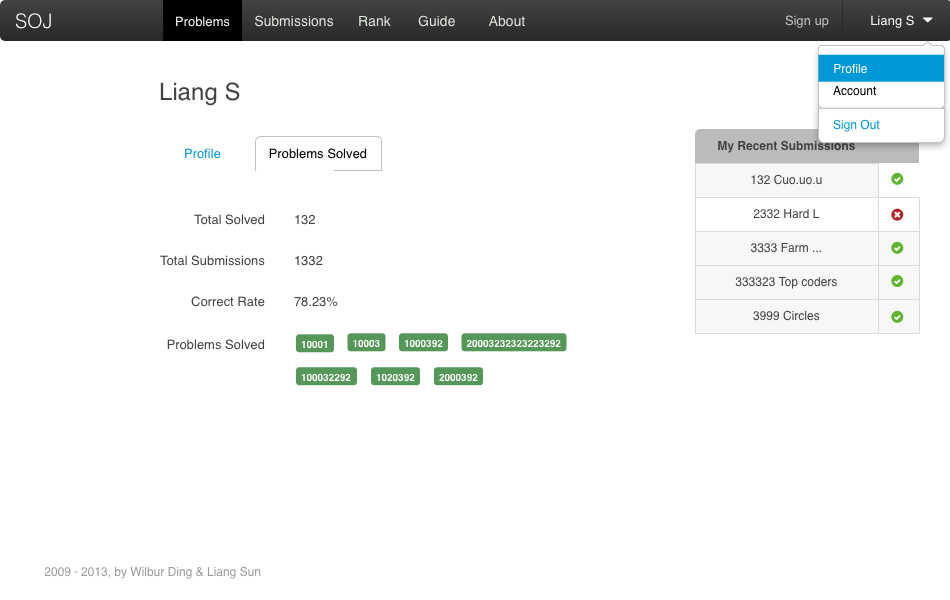 SOJ Problems Submissions Rank Guide About Sign up Liang S
Profile
Account
Sign Out
Liang S
Profile Problems Solved
Total Solved 132
Total Submissions 1332
Correct Rate 78.23%
Problems Solved 10001 10003 1000392 20003232323223292
100032292 1020392 2000392
My Recent Submissions
132 Cuo.uo.u
2332 Hard L
3333 Farm ...
333323 Top coders
3999 Circles
2009 - 2013, by Wilbur Ding & Liang Sun